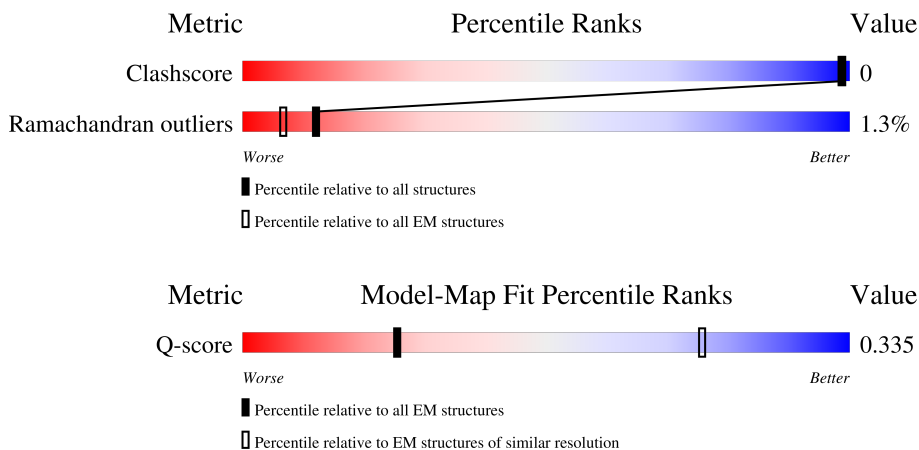 Metric Percentile Ranks Value
Clashscore 0
Ramachandran outliers 1.3%
Worse Better
Percentile relative to all structures
Percentile relative to all EM structures
Metric Model-Map Fit Percentile Ranks Value
Q-score 0.335
Worse Better
Percentile relative to all EM structures
Percentile relative to EM structures of similar resolution